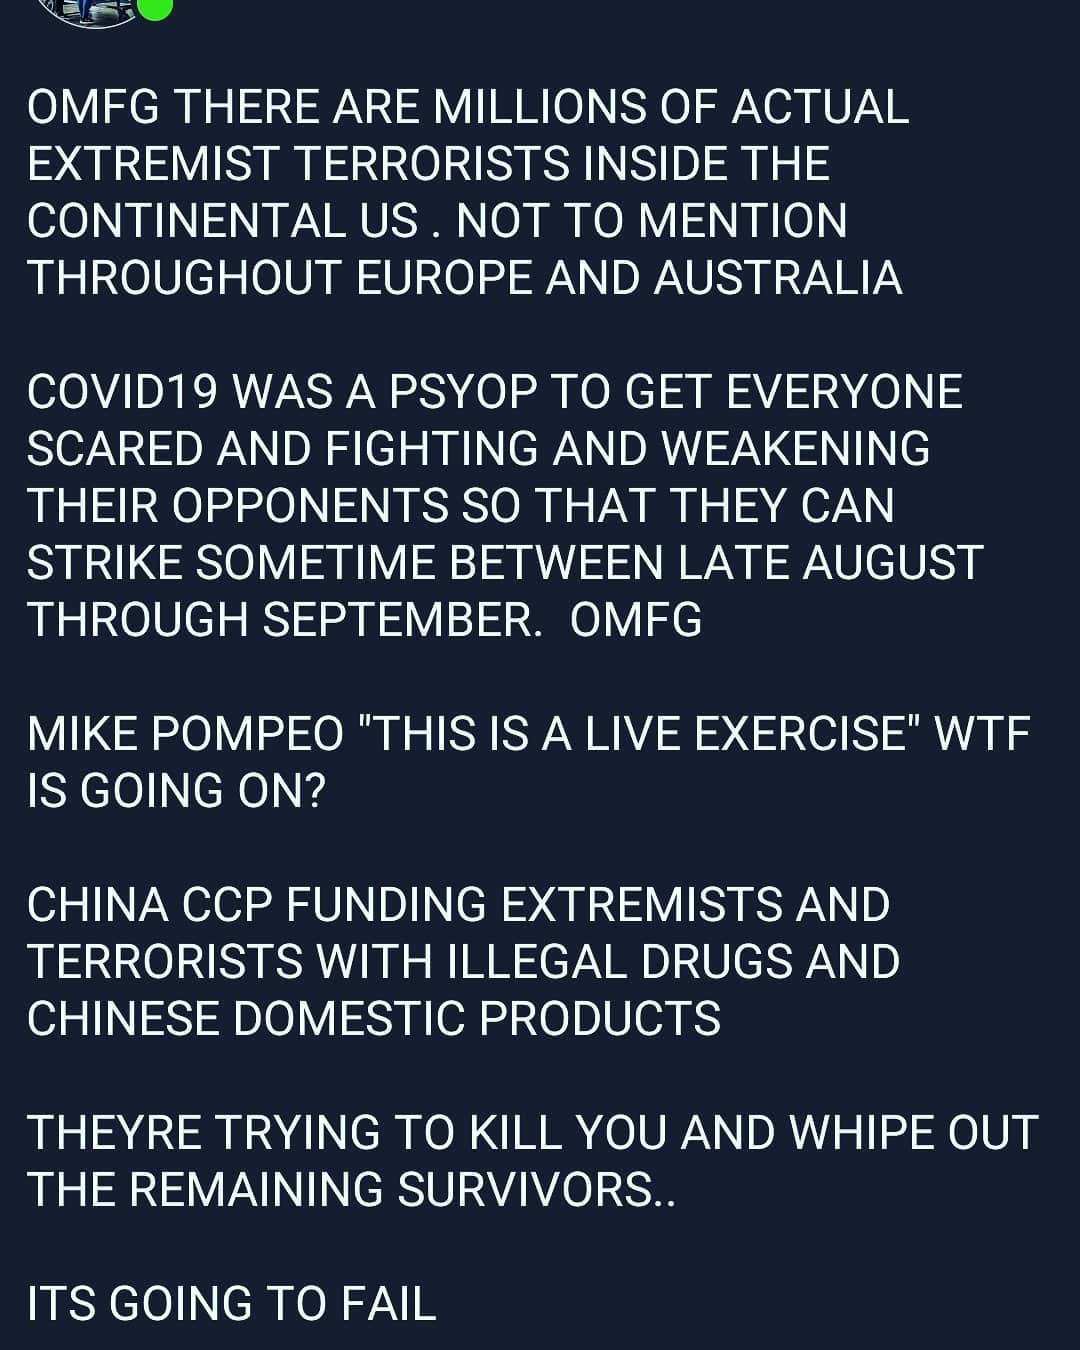 OMFG THERE ARE MILLIONS OF ACTUAL
EXTREMIST TERRORISTS INSIDE THE
CONTINENTAL US . NOT TO MENTION
THROUGHOUT EUROPE AND AUSTRALIA
COVID19 WAS A PSYOP TO GET EVERYONE
SCARED AND FIGHTING AND WEAKENING
THEIR OPPONENTS SO THAT THEY CAN
STRIKE SOMETIME BETWEEN LATE AUGUST
THROUGH SEPTEMBER.  OMFG
MIKE POMPEO "THIS IS A LIVE EXERCISE" WTF
IS GOING ON?
CHINA CCP FUNDING EXTREMISTS AND
TERRORISTS WITH ILLEGAL DRUGS AND
CHINESE DOMESTIC PRODUCTS
THEYRE TRYING TO KILL YOU AND WHIPE OUT
THE REMAINING SURVIVORS..
ITS GOING TO FAIL